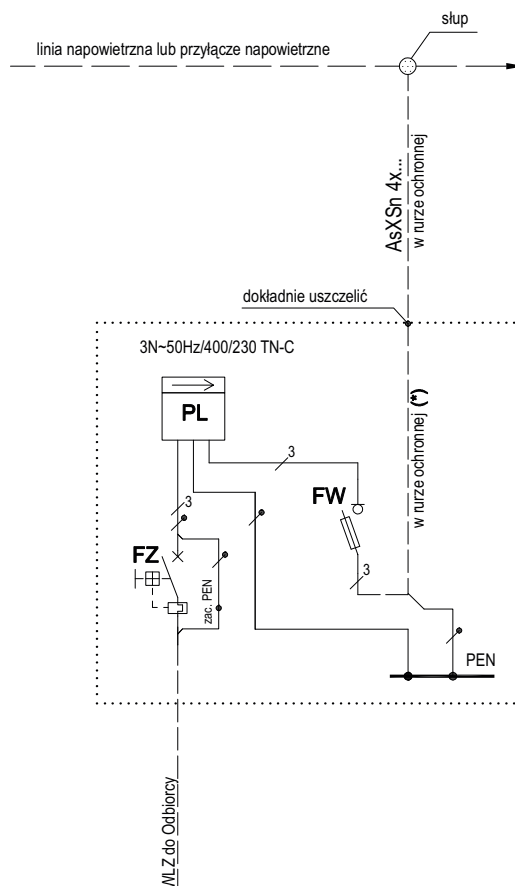 słup
linia napowietrzna lub przyłącze napowietrzne
AsXSn 4x...
w rurze ochronnej
dokładnie uszczelić
3N~50Hz/400/230 TN-C
w rurze ochronnej (*)
PL
3
FW
3
3
FZ
zac. PEN
PEN
WLZ do Odbiorcy